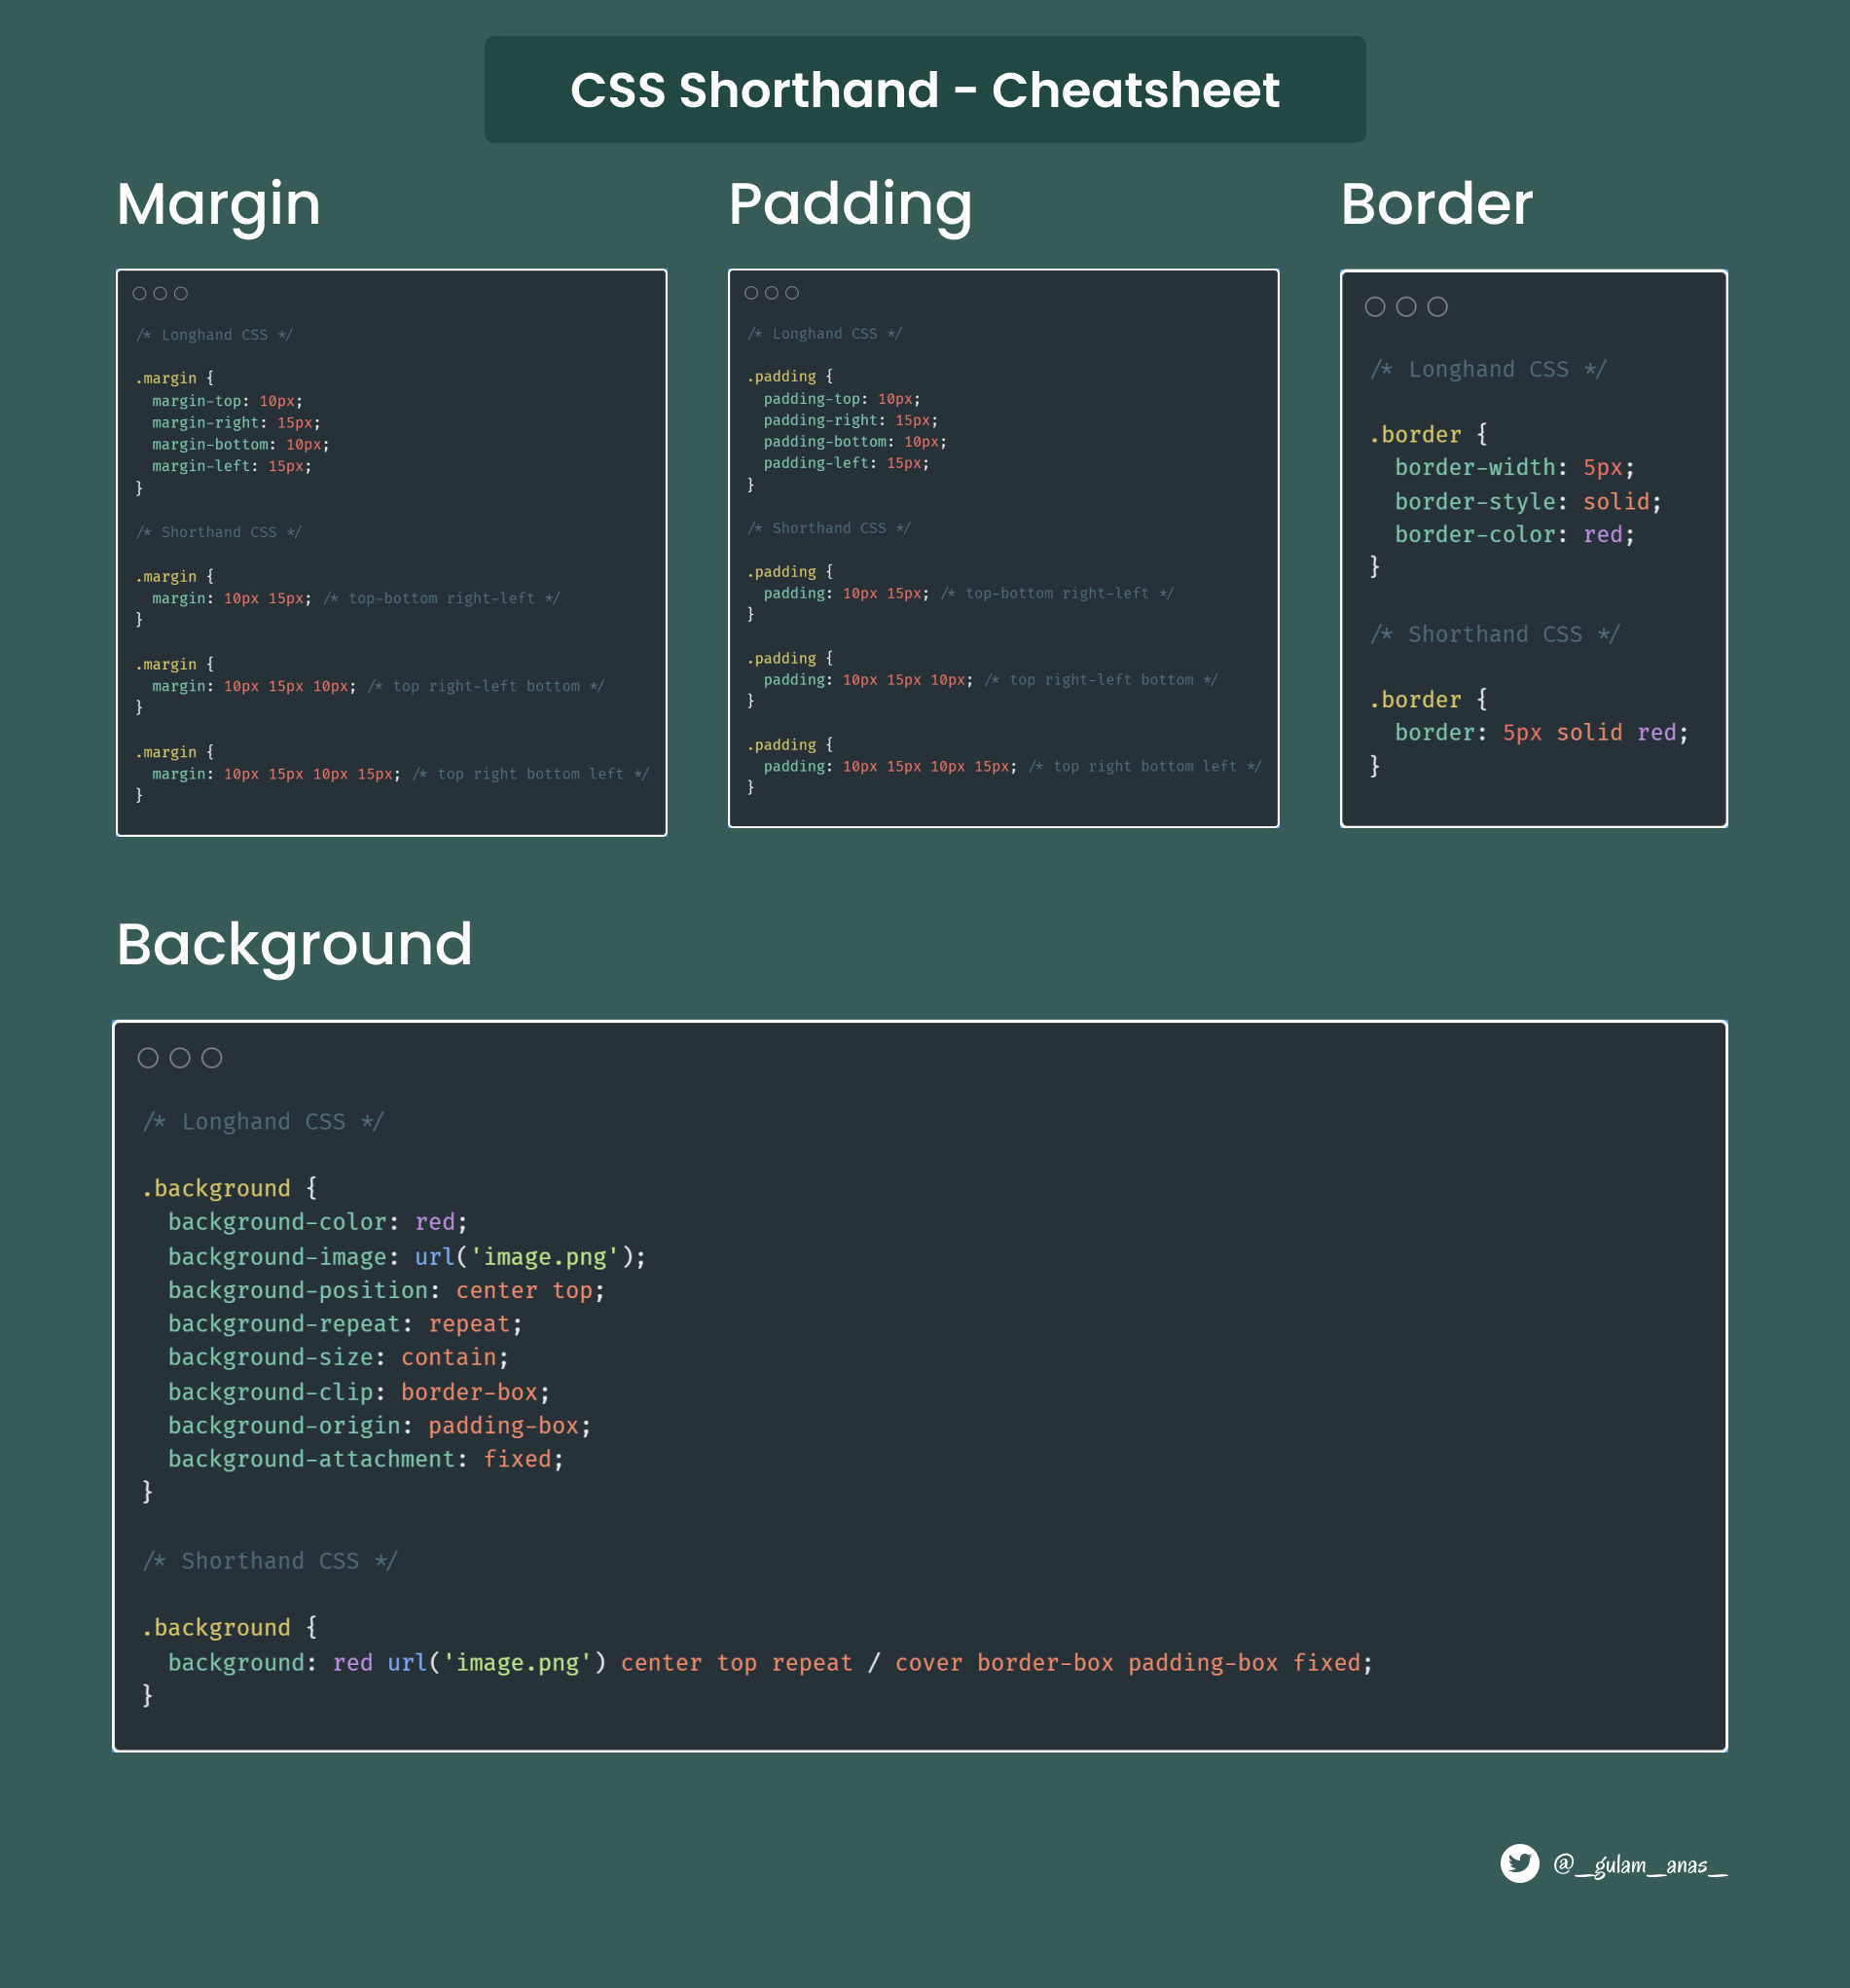 CSS Shorthand - Cheatsheet
Margin
/* Longhand CSS */
.margin {
  margin-top: 10px;
  margin-right: 15px;
  margin-bottom: 10px;
  margin-left: 15px;
}
/* Shorthand CSS */
.margin {
  margin: 10px 15px; /* top-bottom right-left */
}
.margin {
  margin: 10px 15px 10px; /* top right-left bottom */
}
.margin {
  margin: 10px 15px 10px 15px; /* top right bottom left */
}
Padding
/* Longhand CSS */
.padding {
  padding-top: 10px;
  padding-right: 15px;
  padding-bottom: 10px;
  padding-left: 15px;
}
/* Shorthand CSS */
.padding {
  padding: 10px 15px; /* top-bottom right-left */
}
.padding {
  padding: 10px 15px 10px; /* top right-left bottom */
}
.padding {
  padding: 10px 15px 10px 15px; /* top right bottom left */
}
Border
/* Longhand CSS */
.border {
  border-width: 5px;
  border-style: solid;
  border-color: red;
}
/* Shorthand CSS */
.border {
  border: 5px solid red;
}
Background
/* Longhand CSS */
.background {
  background-color: red;
  background-image: url('image.png');
  background-position: center top;
  background-repeat: repeat;
  background-size: contain;
  background-clip: border-box;
  background-origin: padding-box;
  background-attachment: fixed;
}
/* Shorthand CSS */
.background {
  background: red url('image.png') center top repeat / cover border-box padding-box fixed;
}
@__gulam__anas__